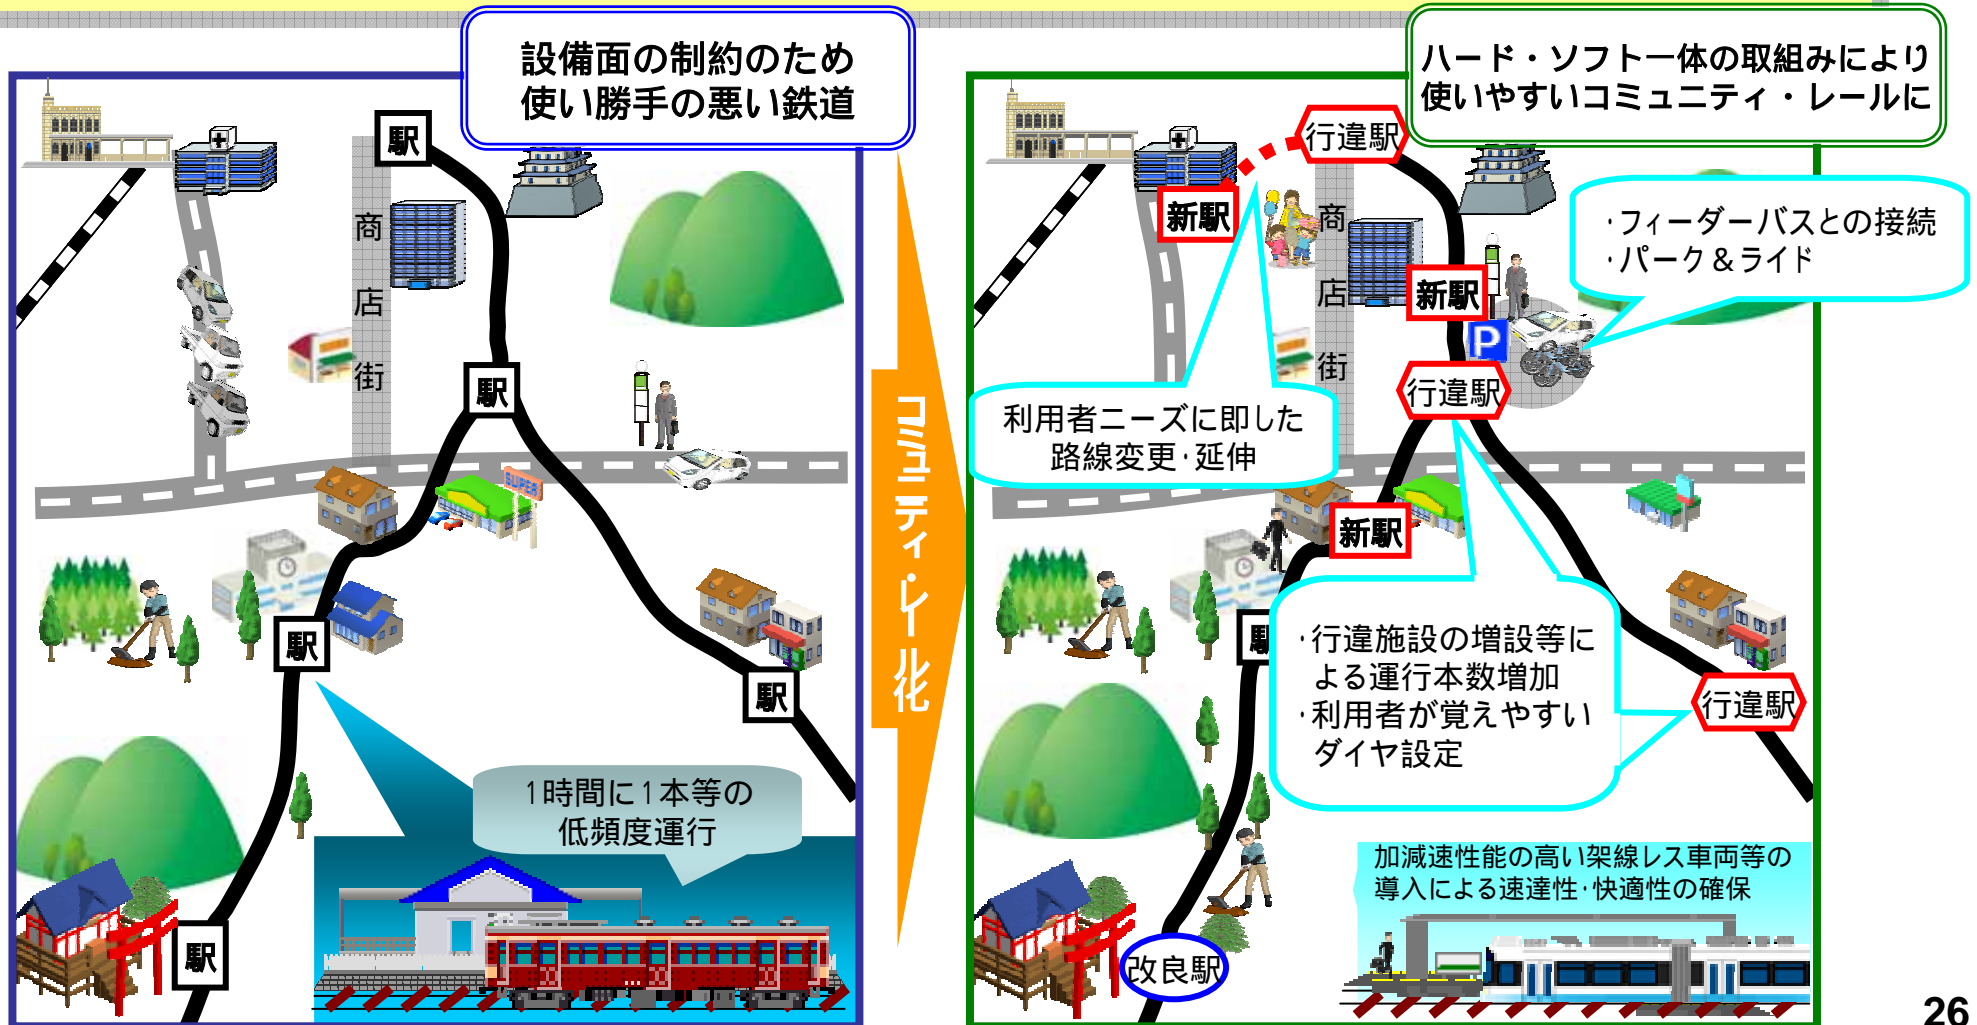 設備面の制約のため
使い勝手の悪い鉄道
駅
商
店
街
駅
SUPER
駅
駅
駅
1時間に1本等の
低頻度運行
コミュニティ・レール化
ハード・ソフト一体の取組みにより
使いやすいコミュニティ・レールに
行違駅
新駅
商
店
街
・フィーダーバスとの接続
・パーク&ライド
新駅
P
行違駅
利用者ニーズに即した
路線変更・延伸
新駅
駅
・行違施設の増設等に
よる運行本数増加
・利用者が覚えやすい
ダイヤ設定
行違駅
加減速性能の高い架線レス車両等の
導入による速達性・快適性の確保
改良駅
26